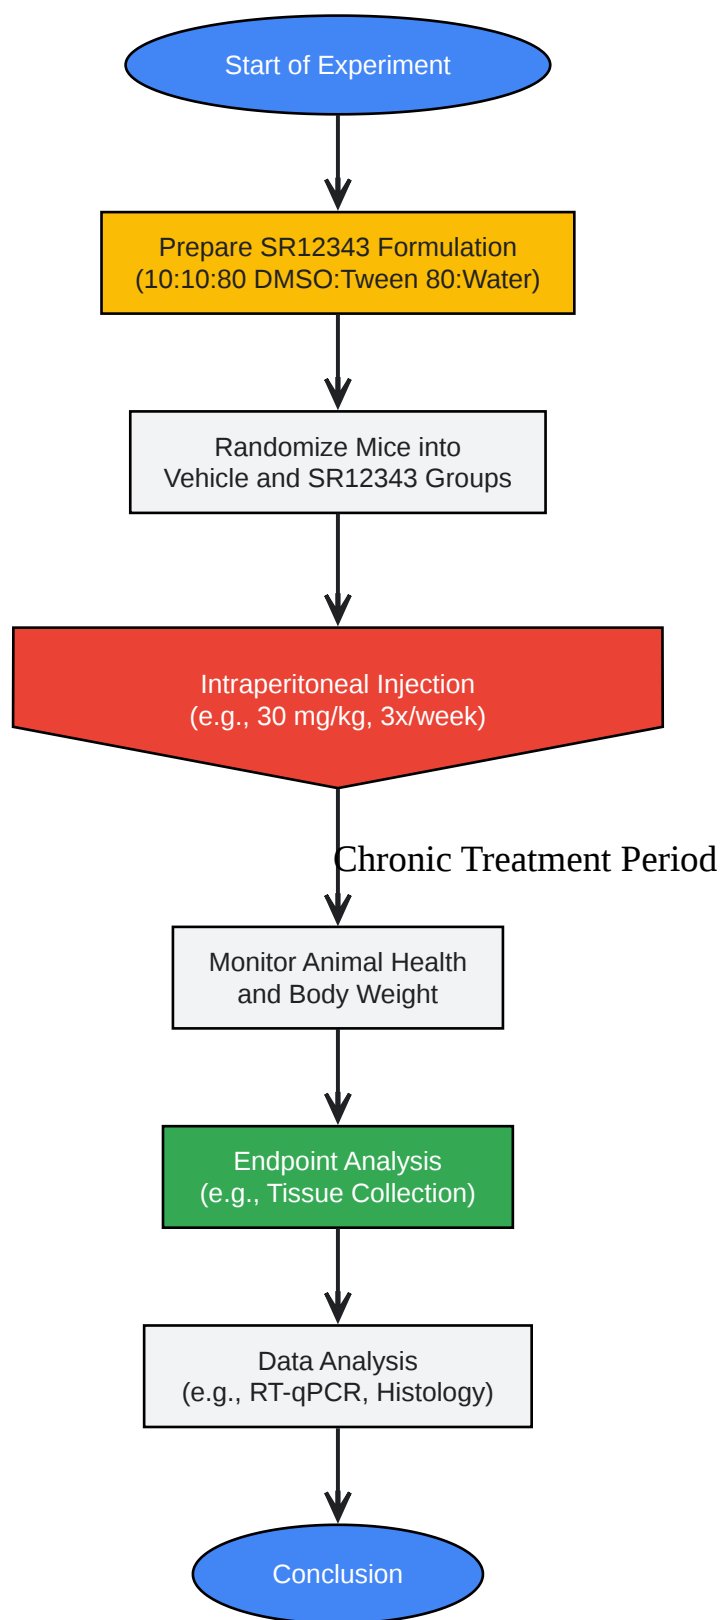 Start of Experiment
Prepare SR12343 Formulation
(10:10:80 DMSO:Tween 80:Water)
Randomize Mice into
Vehicle and SR12343 Groups
Intraperitoneal Injection
(e.g., 30 mg/kg, 3x/week)
Chronic Treatment Period
Monitor Animal Health
and Body Weight
Endpoint Analysis
(e.g., Tissue Collection)
Data Analysis
(e.g., RT-qPCR, Histology)
Conclusion